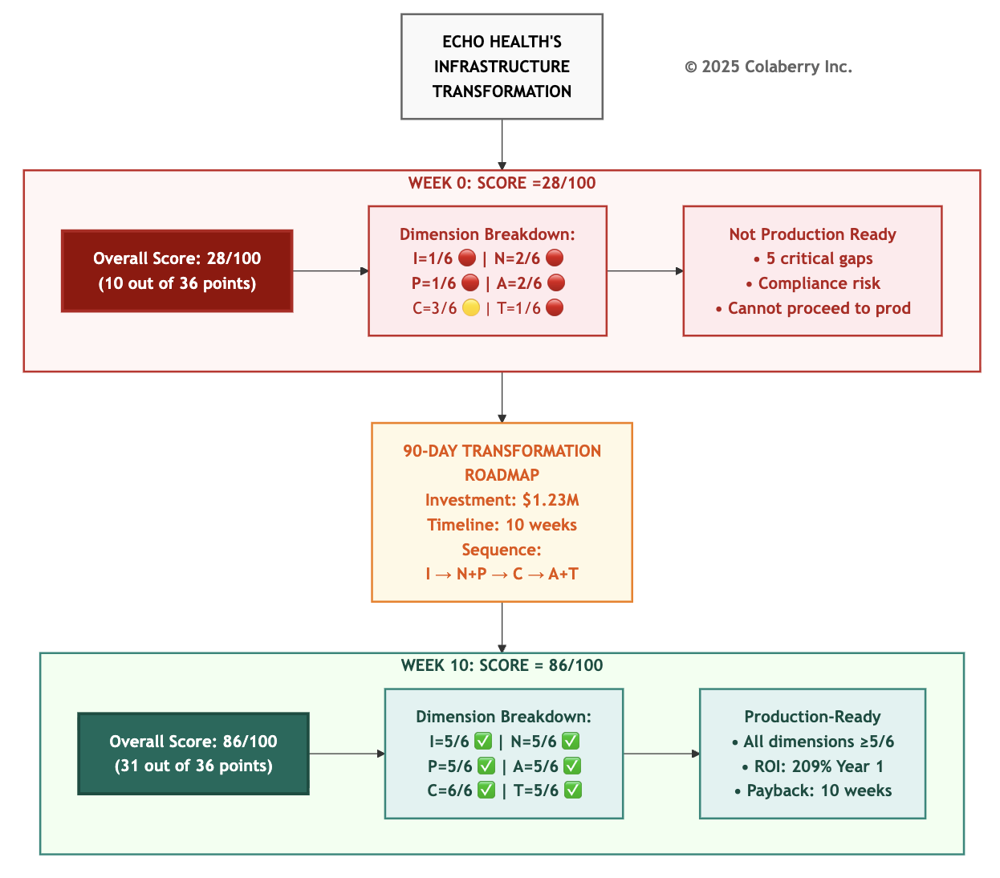 ECHO HEALTH'S
INFRASTRUCTURE
TRANSFORMATION
© 2025 Colaberry Inc.
WEEK 0: SCORE =28/100
Overall Score: 28/100
(10 out of 36 points)
Dimension Breakdown:
I=1/6 🔴 | N=2/6 🔴
P=1/6 🔴 | A=2/6 🔴
C=3/6 🟡 | T=1/6 🔴
Not Production Ready
• 5 critical gaps
• Compliance risk
• Cannot proceed to prod
90-DAY TRANSFORMATION
ROADMAP
Investment: $1.23M
Timeline: 10 weeks
Sequence:
I → N+P → C → A+T
WEEK 10: SCORE = 86/100
Overall Score: 86/100
(31 out of 36 points)
Dimension Breakdown:
I=5/6 ✅ | N=5/6 ✅
P=5/6 ✅ | A=5/6 ✅
C=6/6 ✅ | T=5/6 ✅
Production-Ready
• All dimensions ≥5/6
• ROI: 209% Year 1
• Payback: 10 weeks